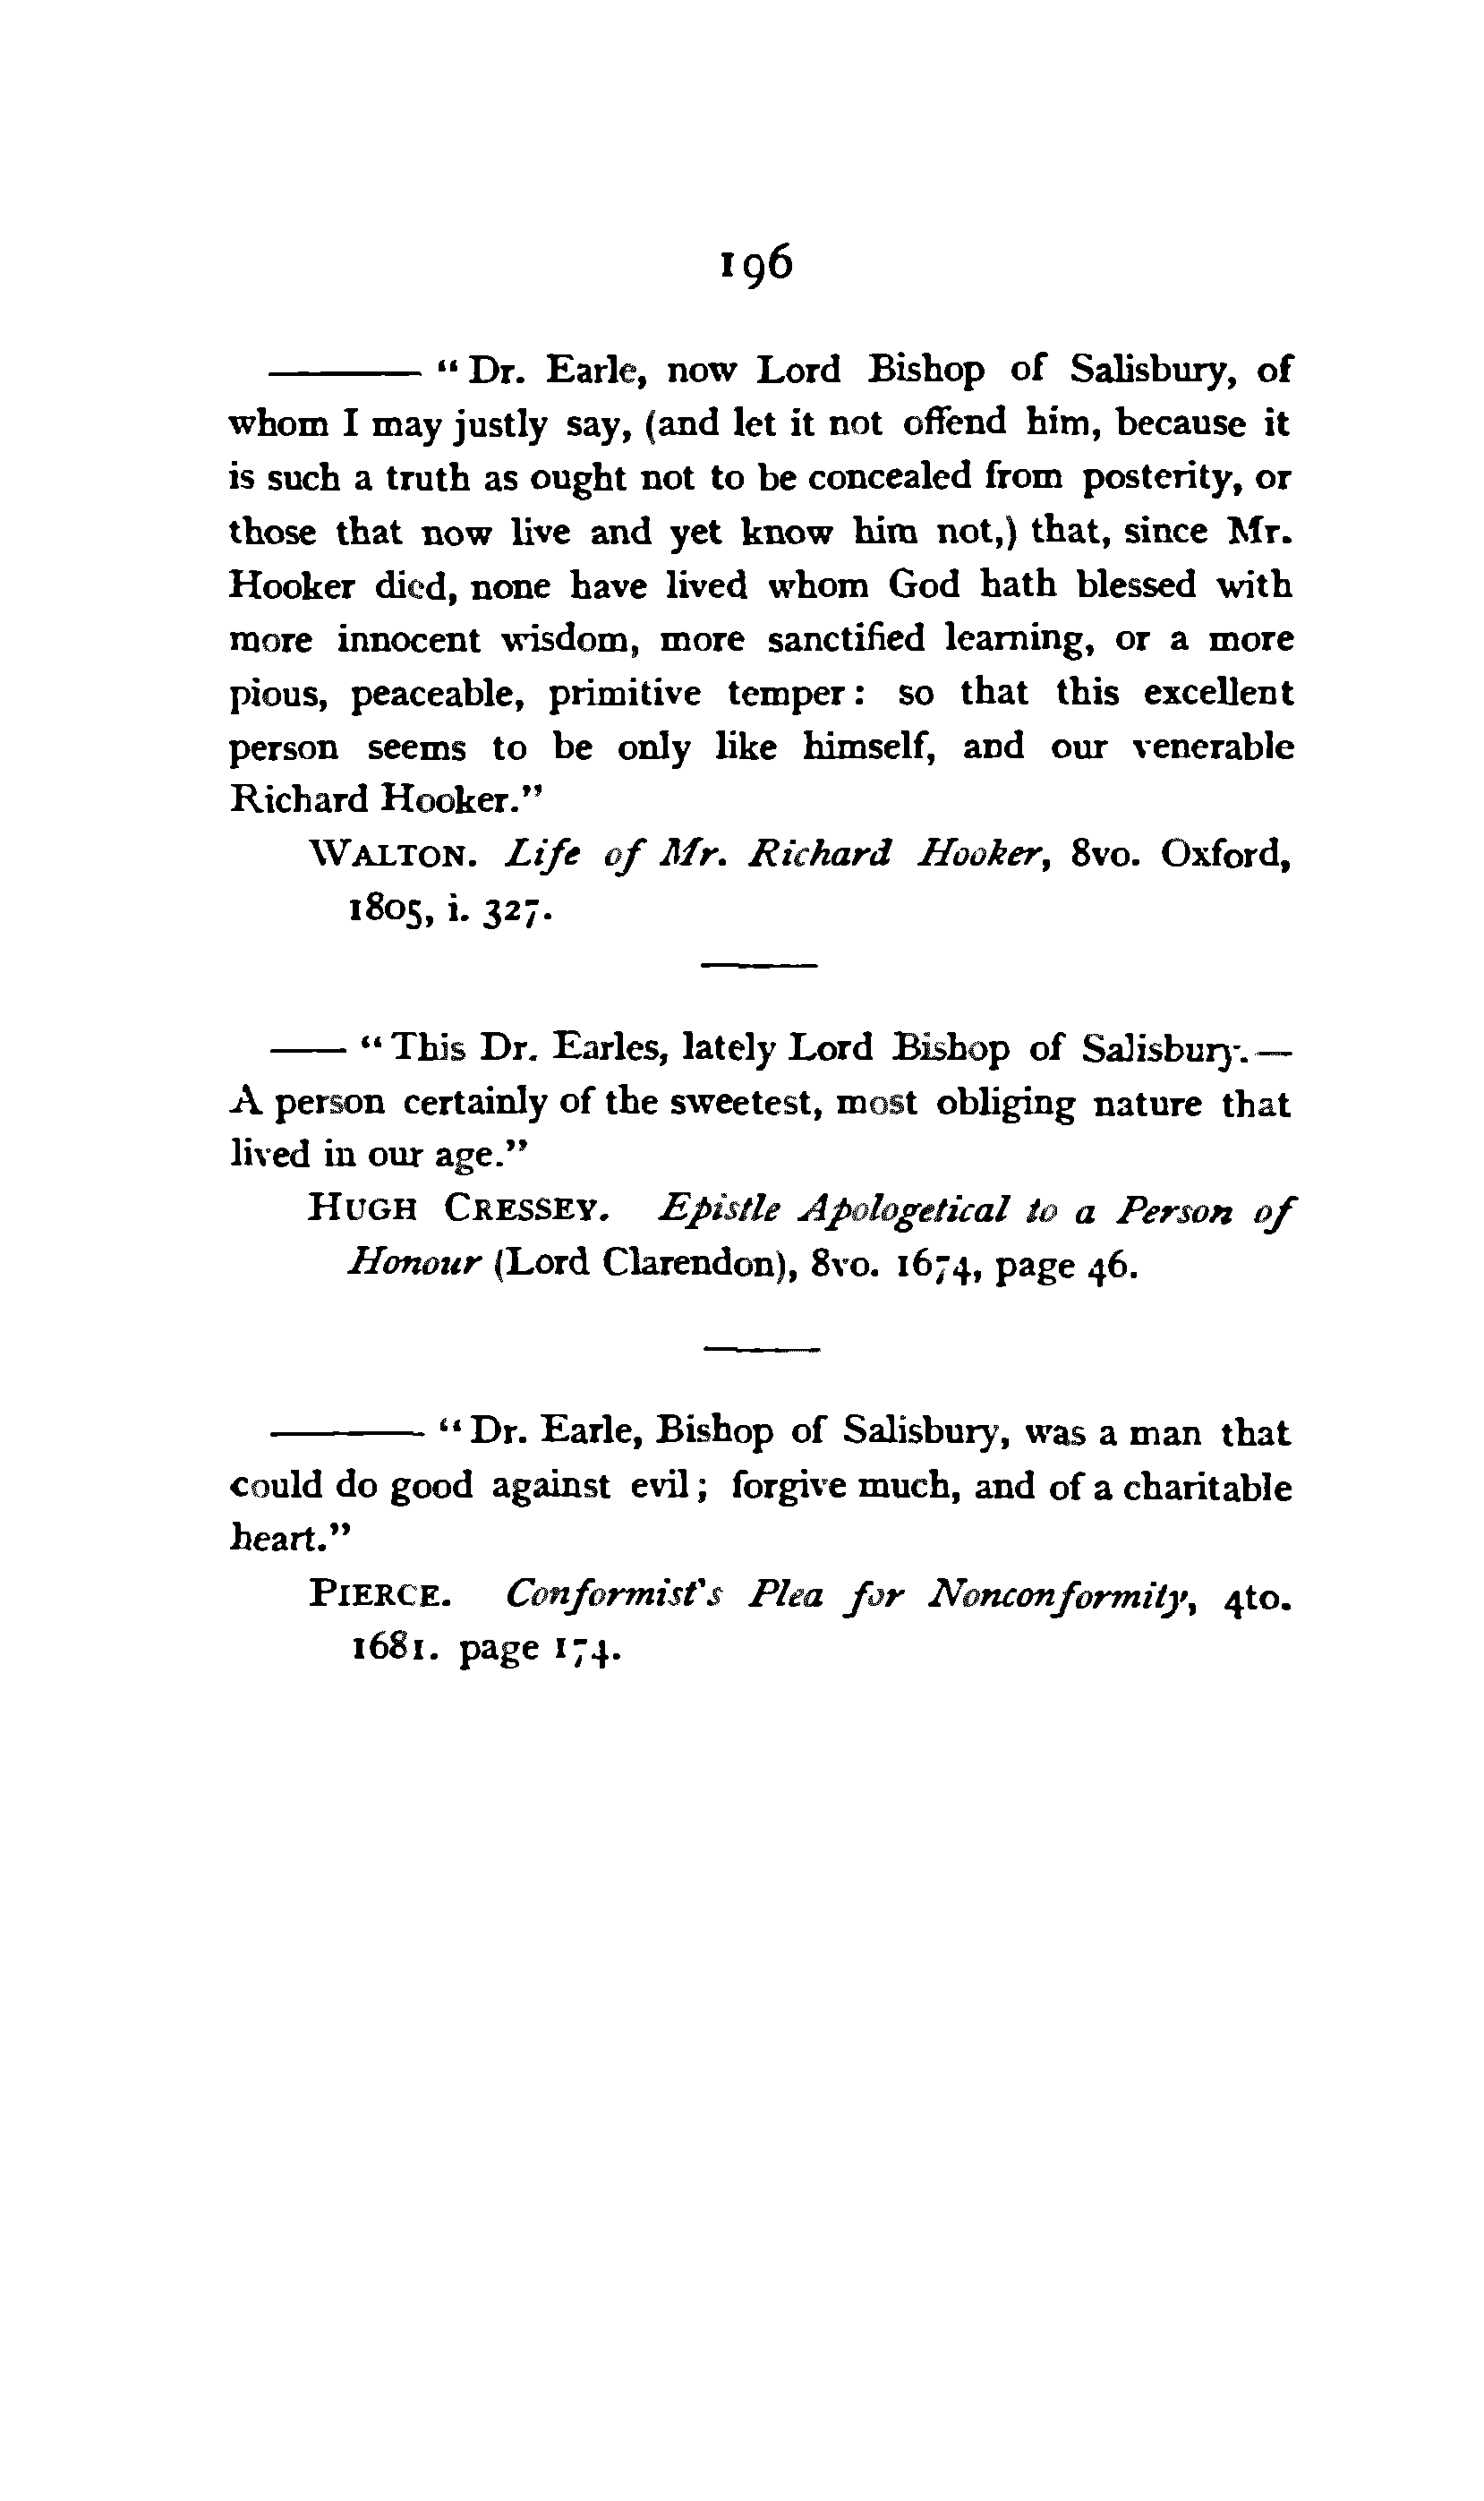 196
——— “Dr. Earle, now Lord Bishop of Salisbury, of
whom I may justly say, (and let it not offend him, because it
is such a truth as ought not to be concealed from posterity, or
those that now live and yet know him not,) that, since Mr.
Hooker died, none have lived whom God hath blessed with
more innocent wisdom, more sanctified learning, or a more
pious, peaceable, primitive temper: so that this excellent
person seems to be only like himself, and our venerable
Richard Hooker.”
WALTON. Life of Mr. Richard Hooker, 8vo. Oxford,
1805, i. 327.
—— “This Dr. Earles, lately Lord Bishop of Salisbury.—
A person certainly of the sweetest, most obliging nature that
lived in our age.”
HUGH CRESSEY. Epistle Apologetical to a Person of
Honour (Lord Clarendon), 8vo. 1674, page 46.
——— “Dr. Earle, Bishop of Salisbury, was a man that
could do good against evil; forgive much, and of a charitable
heart.”
PIERCE. Conformist's Plea for Nonconformity, 4to.
1681. page 174.